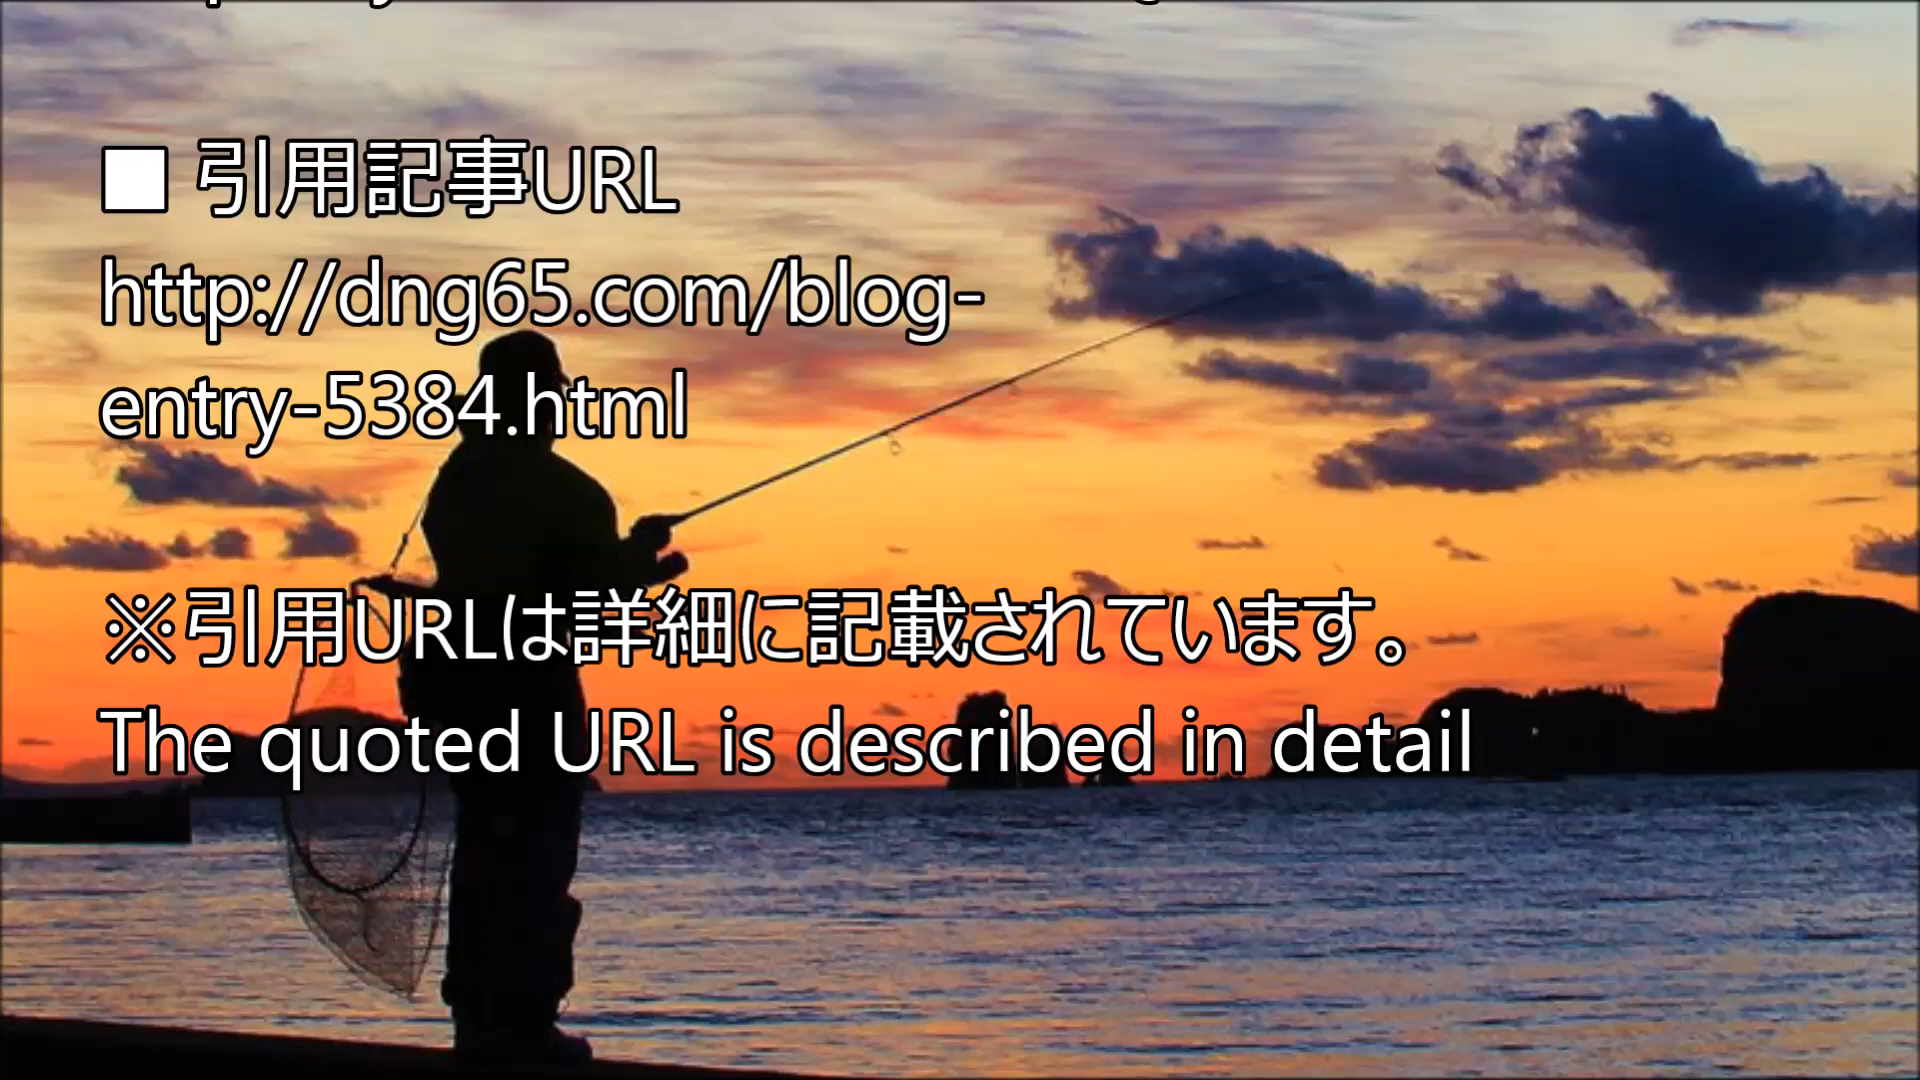 ■ 引用記事URL
http://dng65.com/blog-
entry-5384.html
※引用URLは詳細に記載されています。
The quoted URL is described in detail